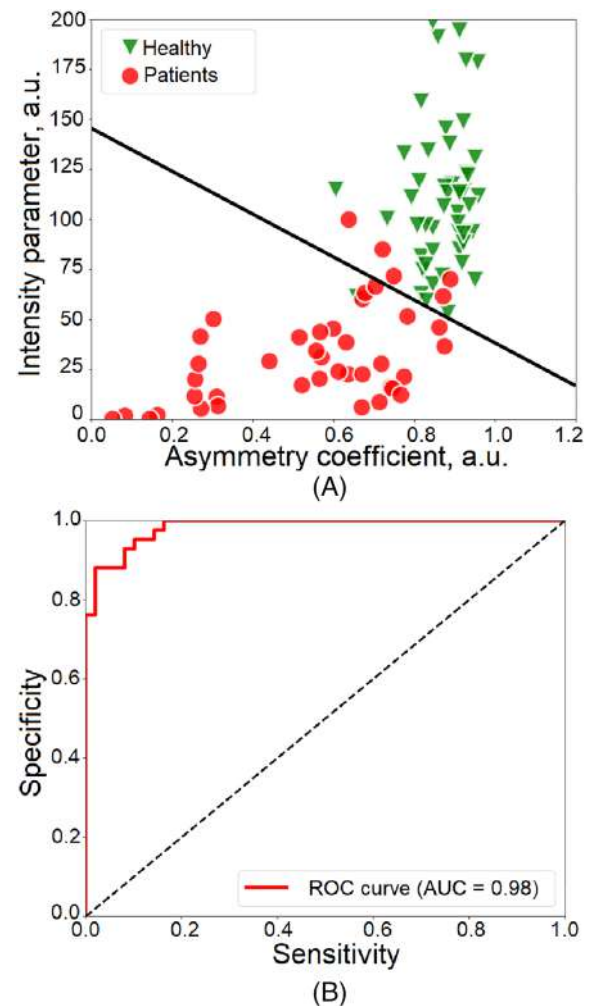 200
Healthy
Patients
175
150
125
100
75
50
25
0
Intensity parameter, a.u.
0.0 0.2 0.4 0.6 0.8 1.0 1.2
Asymmetry coefficient, a.u.
(A)
1.0
0.8
0.6
0.4
0.2
0.0
Specificity
ROC curve (AUC = 0.98)
0.2 0.4 0.6 0.8 1.0
Sensitivity
(B)